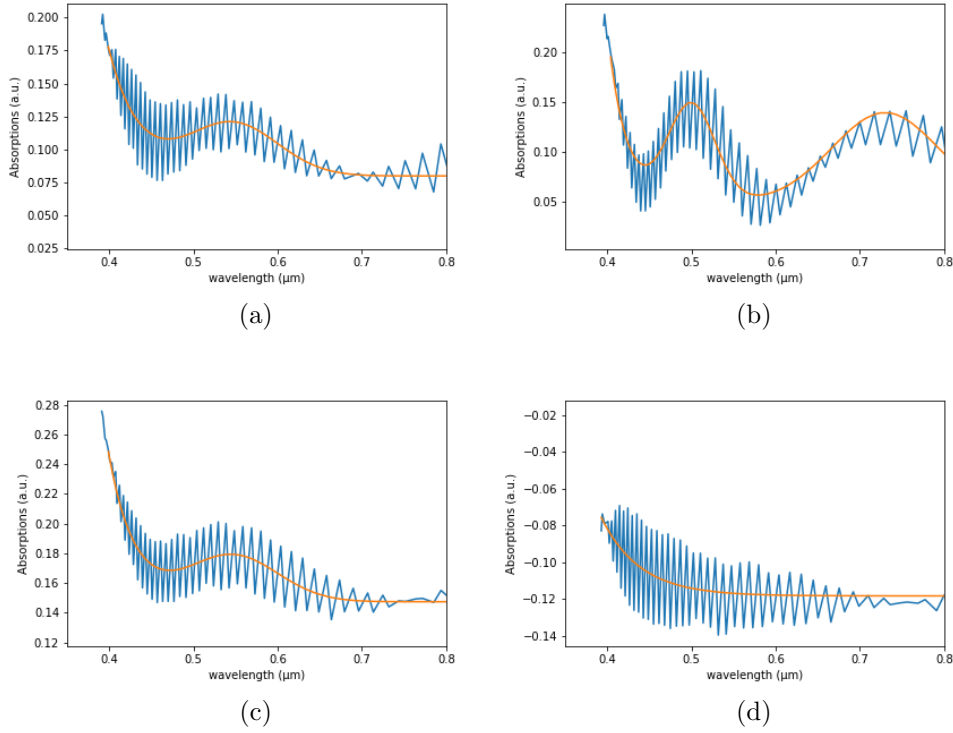 0.200
0.175
0.150
0.125
0.100
0.075
0.050
0.025
Absorptions (a.u.)
0.4 0.5 0.6 0.7 0.8
wavelength (μm)
(a)
0.20
0.15
0.10
0.05
Absorptions (a.u.)
0.4 0.5 0.6 0.7 0.8
wavelength (μm)
(b)
0.28
0.26
0.24
0.22
0.20
0.18
0.16
0.14
0.12
Absorptions (a.u.)
0.4 0.5 0.6 0.7 0.8
wavelength (μm)
(c)
−0.02
−0.04
−0.06
−0.08
−0.10
−0.12
−0.14
Absorptions (a.u.)
0.4 0.5 0.6 0.7 0.8
wavelength (μm)
(d)